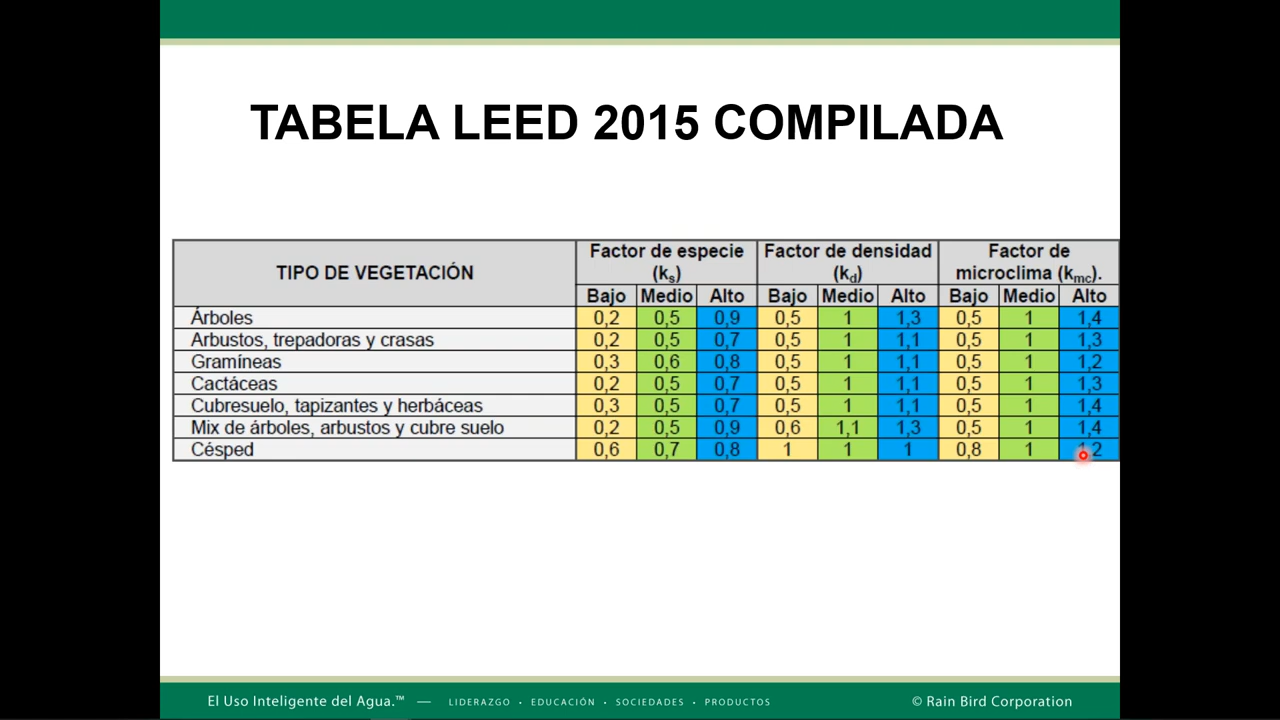 TABELA LEED 2015 COMPILADA
TIPO DE VEGETACIÓN Factor de especie (ks) Factor de densidad (kd) Factor de microclima (kmc).
Bajo Medio Alto Bajo Medio Alto Bajo Medio Alto
Árboles 0,2 0,5 0,9 0,5 1 1,3 0,5 1 1,4
Arbustos, trepadoras y crasas 0,2 0,5 0,7 0,5 1 1,1 0,5 1 1,3
Gramíneas 0,3 0,6 0,8 0,5 1 1,1 0,5 1 1,2
Cactáceas 0,2 0,5 0,7 0,5 1 1,1 0,5 1 1,3
Cubresuelo, tapizantes y herbáceas 0,3 0,5 0,7 0,5 1 1,1 0,5 1 1,4
Mix de árboles, arbustos y cubre suelo 0,2 0,5 0,9 0,6 1,1 1,3 0,5 1 1,4
Césped 0,6 0,7 0,8 1 1 1 0,8 1 1,2
El Uso Inteligente del Agua.™ — LIDERAZGO • EDUCACIÓN • SOCIEDADES • PRODUCTOS © Rain Bird Corporation